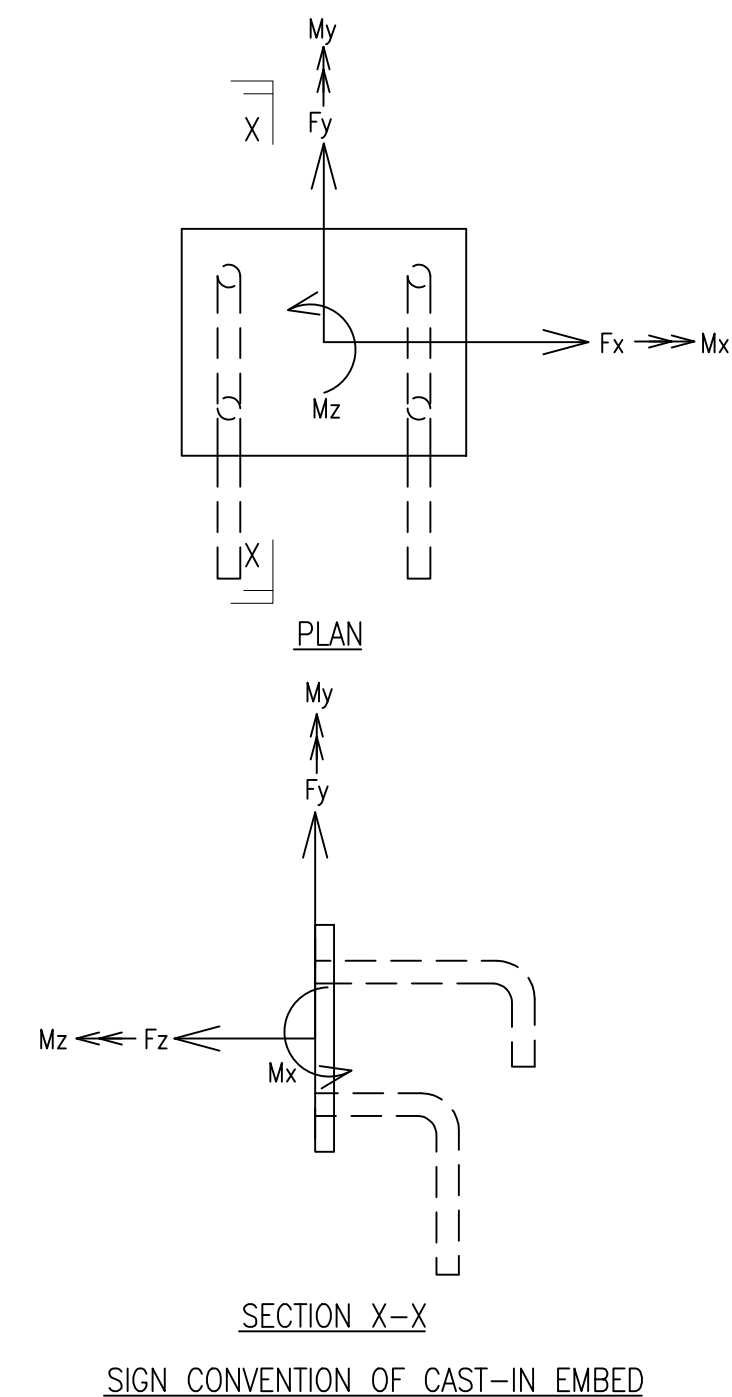 My
Fy
X
Fx
Mx
Mz
X
PLAN
My
Fy
Mz
Fz
Mx
SECTION X-X
SIGN CONVENTION OF CAST-IN EMBED